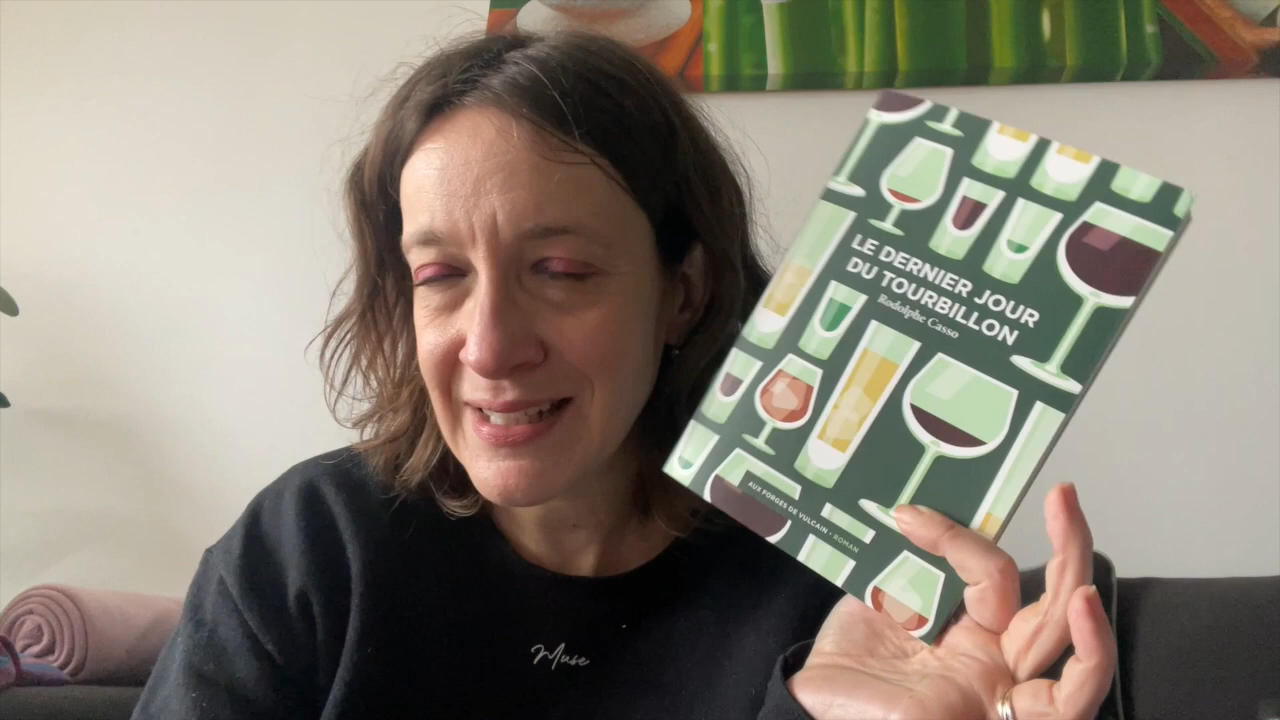 LE DERNIER JOUR
DU TOURBILLON
Rodolphe Casso
AUX FORGES DE VULCAIN • ROMAN
Muse